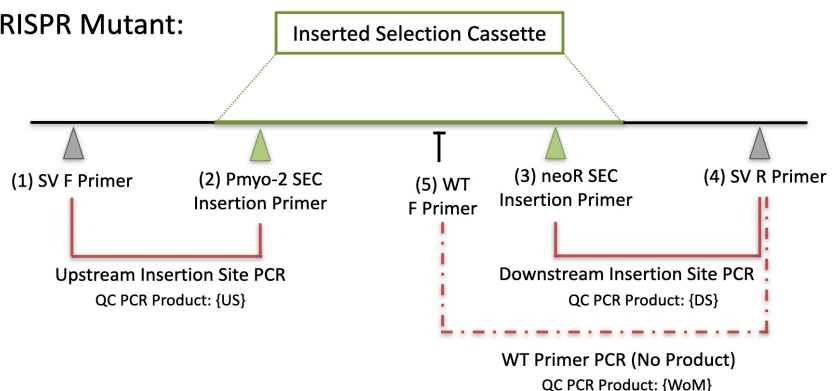 RISPR Mutant:
Inserted Selection Cassette
(1) SV F Primer
(2) Pmyo-2 SEC
Insertion Primer
(5) WT
F Primer
(3) neoR SEC
Insertion Primer
(4) SV R Primer
Upstream Insertion Site PCR
QC PCR Product: {US}
Downstream Insertion Site PCR
QC PCR Product: {DS}
WT Primer PCR (No Product)
QC PCR Product: {WoM}